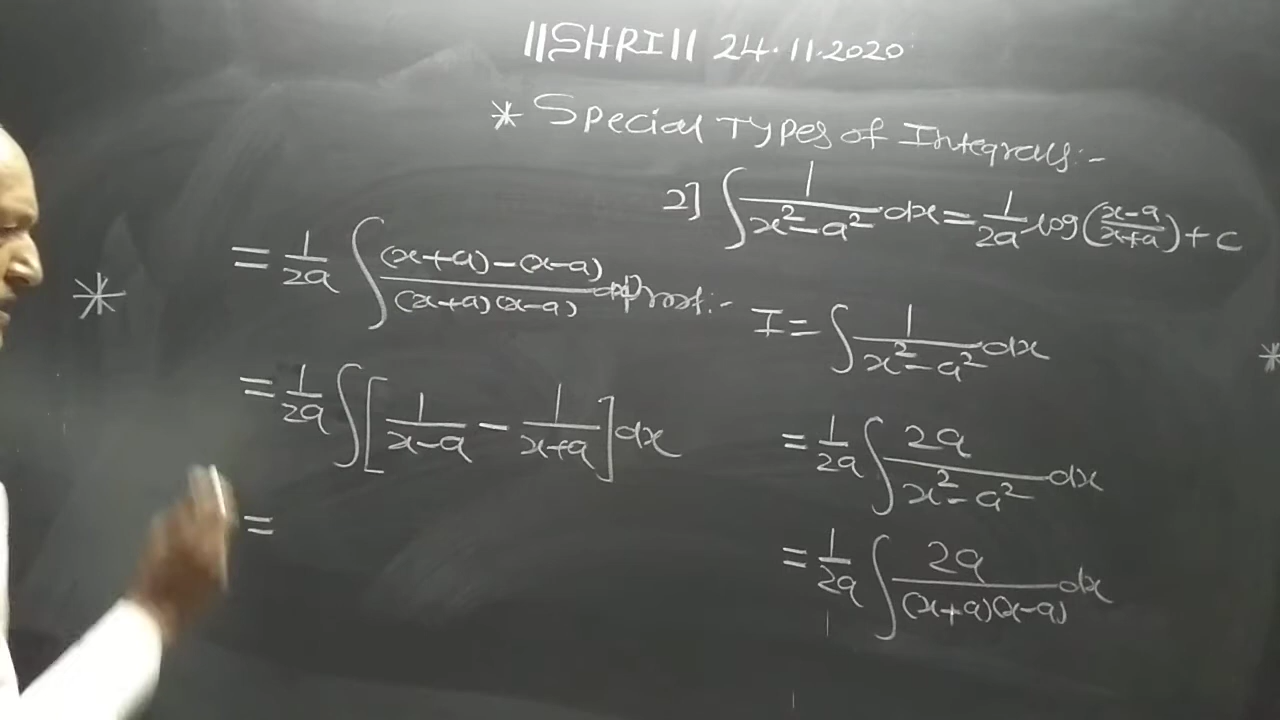 ||SHRI|| 24.11.2020
* Special Types of Integrals:-
2] ∫ 1/(x²-a²) dx = 1/2a log((x-a)/(x+a)) + c
Proof:- I = ∫ 1/(x²-a²) dx
= 1/2a ∫ 2a/(x²-a²) dx
= 1/2a ∫ 2a/((x+a)(x-a)) dx
* = 1/2a ∫ ((x+a)-(x-a))/((x+a)(x-a)) dx
= 1/2a ∫ [1/(x-a) - 1/(x+a)] dx
=
*